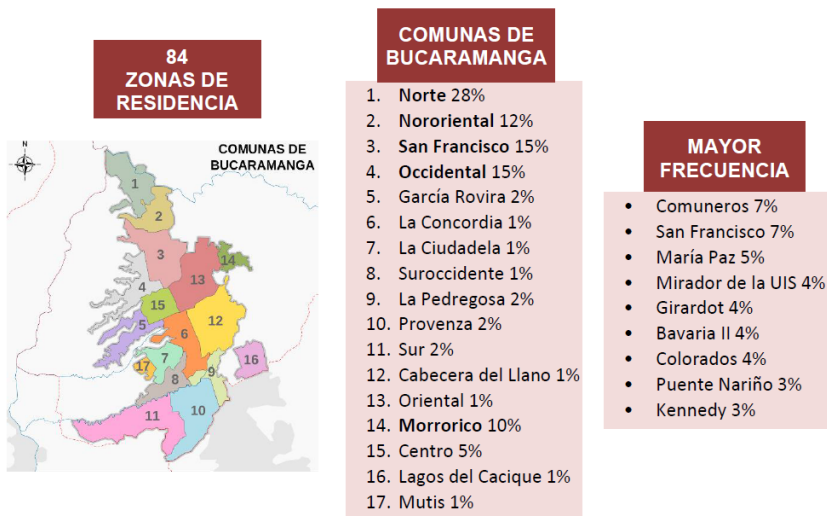 84
ZONAS DE
RESIDENCIA
N
COMUNAS DE
BUCARAMANGA
1
2
3
13
14
4
15
12
5
6
7
16
17
9
8
11
10
COMUNAS DE
BUCARAMANGA
1. Norte 28%
2. Nororiental 12%
3. San Francisco 15%
4. Occidental 15%
5. García Rovira 2%
6. La Concordia 1%
7. La Ciudadela 1%
8. Suroccidente 1%
9. La Pedregosa 2%
10. Provenza 2%
11. Sur 2%
12. Cabecera del Llano 1%
13. Oriental 1%
14. Morrorico 10%
15. Centro 5%
16. Lagos del Cacique 1%
17. Mutis 1%
MAYOR
FRECUENCIA
• Comuneros 7%
• San Francisco 7%
• María Paz 5%
• Mirador de la UIS 4%
• Girardot 4%
• Bavaria II 4%
• Colorados 4%
• Puente Nariño 3%
• Kennedy 3%